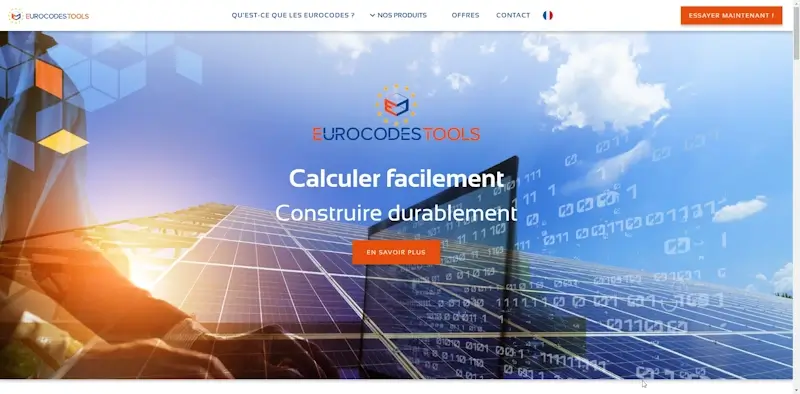 EUROCODESTOOLS
QU'EST-CE QUE LES EUROCODES ?
NOS PRODUITS
OFFRES
CONTACT
ESSAYER MAINTENANT !
EUROCODESTOOLS
Calculer facilement
Construire durablement
EN SAVOIR PLUS